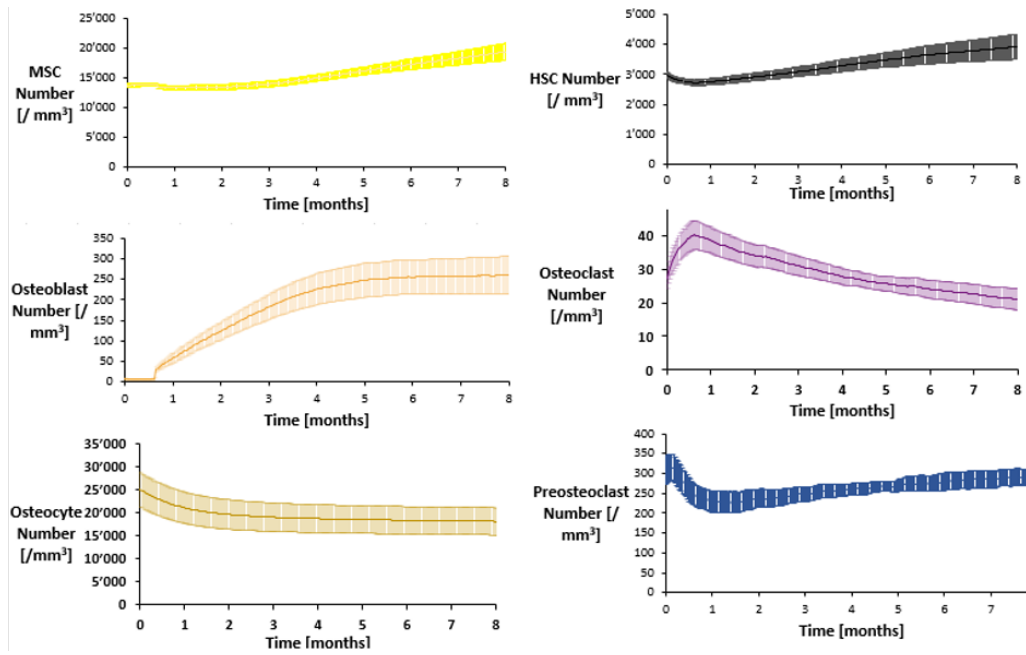 25’000
20’000
15’000
10’000
5’000
0
MSC
Number
[/ mm³]
0 1 2 3 4 5 6 7 8
Time [months]
5’000
4’000
3’000
2’000
1’000
0
HSC Number
[/ mm³]
0 1 2 3 4 5 6 7 8
Time [months]
350
300
250
200
150
100
50
0
Osteoblast
Number [/
mm³]
0 1 2 3 4 5 6 7 8
Time [months]
40
30
20
10
0
Osteoclast
Number
[/mm³]
0 1 2 3 4 5 6 7 8
Time [months]
35’000
30’000
25’000
20’000
15’000
10’000
5’000
0
Osteocyte
Number
[/mm³]
0 1 2 3 4 5 6 7 8
Time [months]
400
350
300
250
200
150
100
50
0
Preosteoclast
Number [/
mm³]
0 1 2 3 4 5 6 7
Time [months]